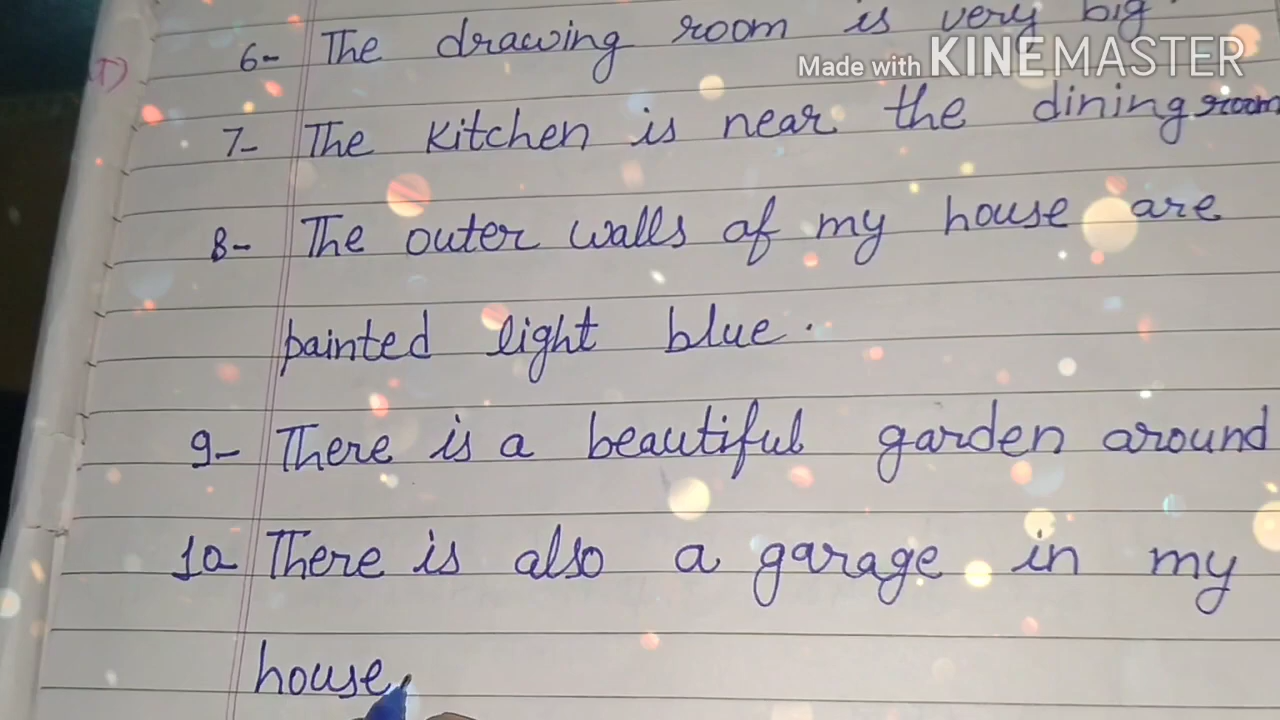 6- The drawing room is very big
Made with KINEMASTER
7- The kitchen is near the dining room
8- The outer walls of my house are
painted light blue.
9- There is a beautiful garden around
10 There is also a garage in my
house.